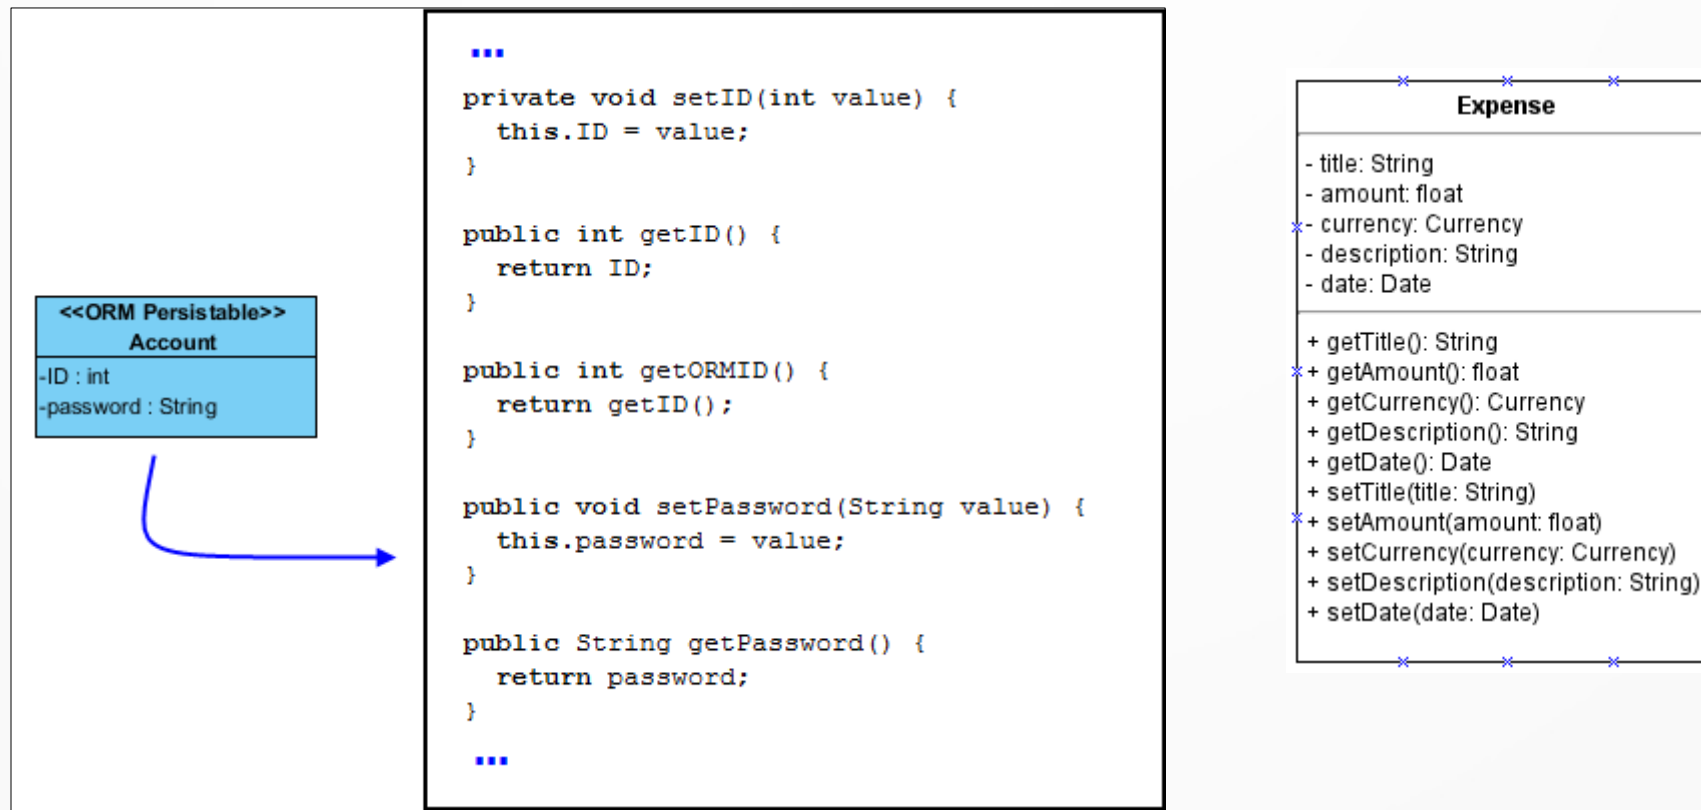 <<ORM Persistable>>
Account
-ID : int
-password : String
...
private void setID(int value) {
this.ID = value;
}
public int getID() {
return ID;
}
public int getORMID() {
return getID();
}
public void setPassword(String value) {
this.password = value;
}
public String getPassword() {
return password;
}
...
Expense
- title: String
- amount: float
- currency: Currency
- description: String
- date: Date
+ getTitle(): String
+ getAmount(): float
+ getCurrency(): Currency
+ getDescription(): String
+ getDate(): Date
+ setTitle(title: String)
+ setAmount(amount: float)
+ setCurrency(currency: Currency)
+ setDescription(description: String)
+ setDate(date: Date)